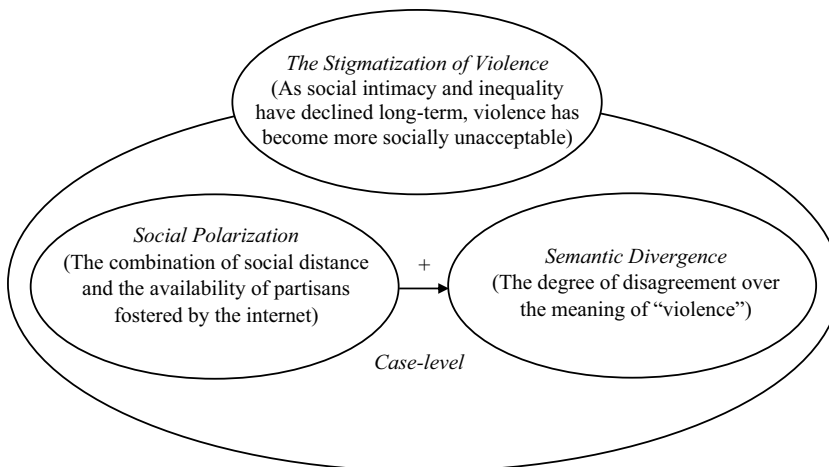 The Stigmatization of Violence
(As social intimacy and inequality
have declined long-term, violence has
become more socially unacceptable)
Social Polarization
(The combination of social distance
and the availability of partisans
fostered by the internet)
+
Semantic Divergence
(The degree of disagreement over
the meaning of “violence”)
Case-level